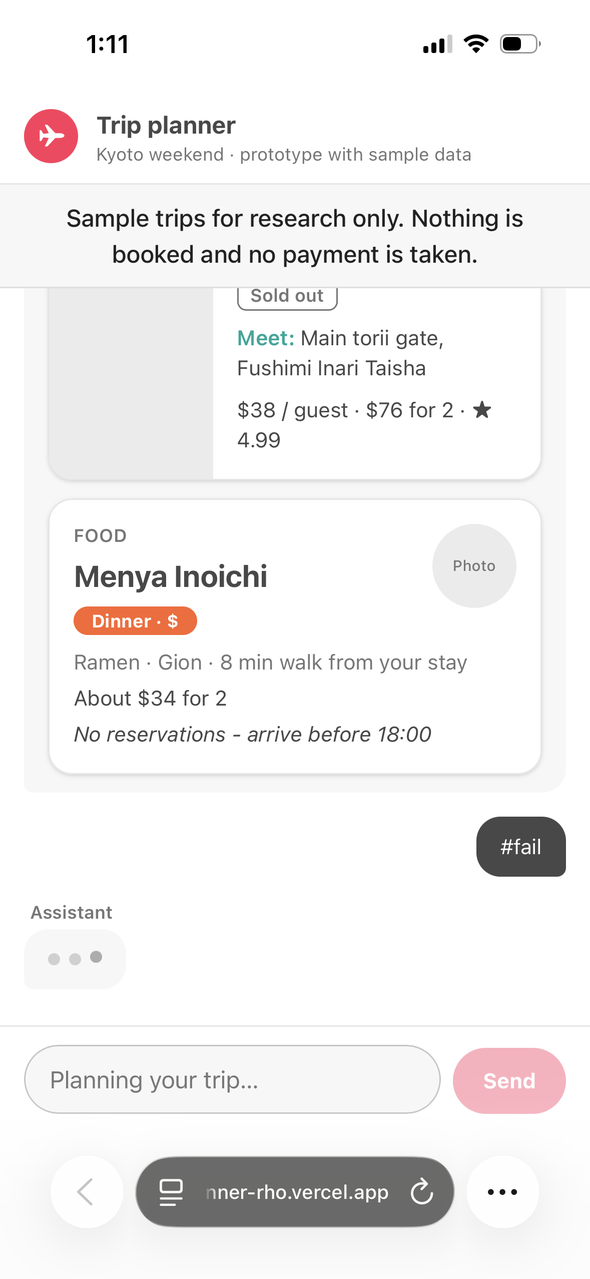 1:11
Trip planner
Kyoto weekend · prototype with sample data
Sample trips for research only. Nothing is
booked and no payment is taken.
Sold out
Meet: Main torii gate,
Fushimi Inari Taisha
$38 / guest · $76 for 2 · ★
4.99
FOOD
Menya Inoichi
Photo
Dinner · $
Ramen · Gion · 8 min walk from your stay
About $34 for 2
No reservations - arrive before 18:00
#fail
Assistant
Planning your trip...
Send
nner-rho.vercel.app